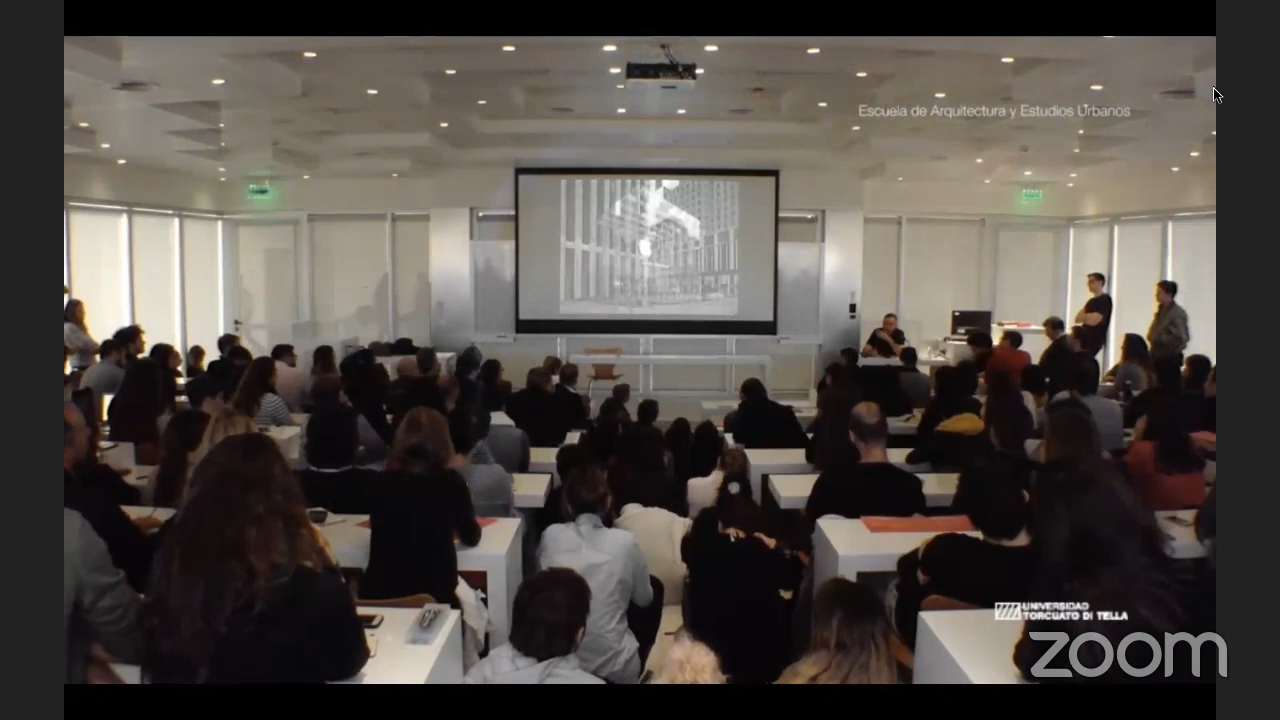 Escuela de Arquitectura y Estudios Urbanos
UNIVERSIDAD
TORCUATO DI TELLA
zoom